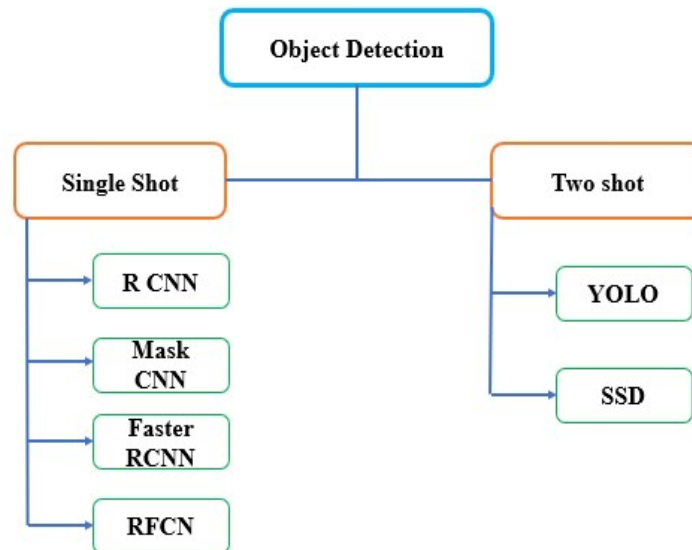 Object Detection
Single Shot
Two shot
R CNN
Mask
CNN
Faster
RCNN
RFCN
YOLO
SSD